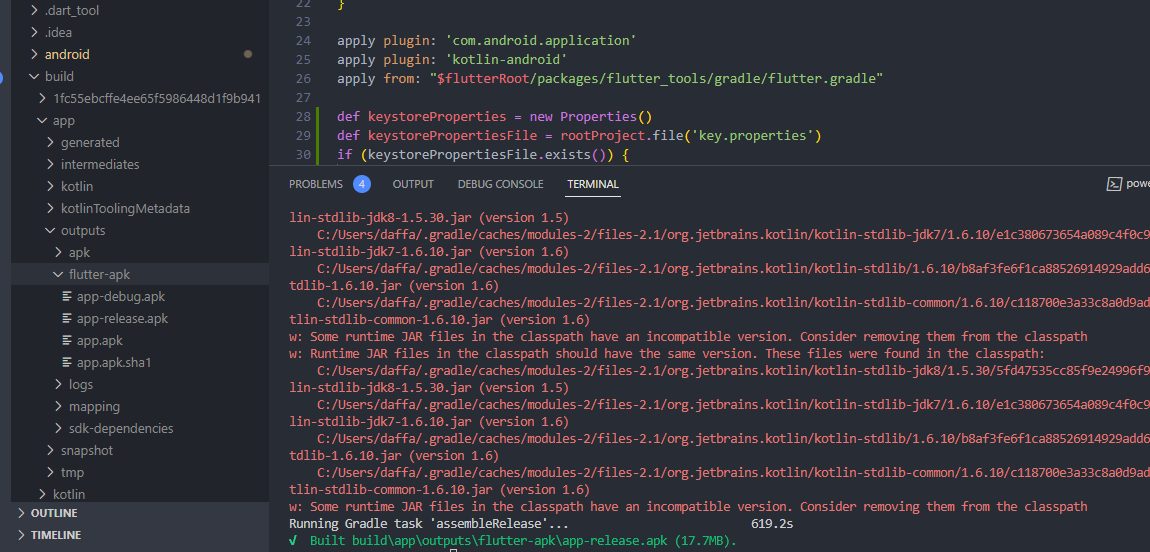 .dart_tool
.idea
android
build
1fc55ebcffe4ee65f5986448d1f9b941
app
generated
intermediates
kotlin
kotlinToolingMetadata
outputs
apk
flutter-apk
app-debug.apk
app-release.apk
app.apk
app.apk.sha1
logs
mapping
sdk-dependencies
snapshot
tmp
kotlin
OUTLINE
TIMELINE
22 }
23
24 apply plugin: 'com.android.application'
25 apply plugin: 'kotlin-android'
26 apply from: "$flutterRoot/packages/flutter_tools/gradle/flutter.gradle"
27
28 def keystoreProperties = new Properties()
29 def keystorePropertiesFile = rootProject.file('key.properties')
30 if (keystorePropertiesFile.exists()) {
PROBLEMS 4 OUTPUT DEBUG CONSOLE TERMINAL powe
lin-stdlib-jdk8-1.5.30.jar (version 1.5)
C:/Users/daffa/.gradle/caches/modules-2/files-2.1/org.jetbrains.kotlin/kotlin-stdlib-jdk7/1.6.10/e1c380673654a089c4f0c9
lin-stdlib-jdk7-1.6.10.jar (version 1.6)
C:/Users/daffa/.gradle/caches/modules-2/files-2.1/org.jetbrains.kotlin/kotlin-stdlib/1.6.10/b8af3fe6f1ca88526914929add6
tdlib-1.6.10.jar (version 1.6)
C:/Users/daffa/.gradle/caches/modules-2/files-2.1/org.jetbrains.kotlin/kotlin-stdlib-common/1.6.10/c118700e3a33c8a0d9ad
tlin-stdlib-common-1.6.10.jar (version 1.6)
w: Some runtime JAR files in the classpath have an incompatible version. Consider removing them from the classpath
w: Runtime JAR files in the classpath should have the same version. These files were found in the classpath:
C:/Users/daffa/.gradle/caches/modules-2/files-2.1/org.jetbrains.kotlin/kotlin-stdlib-jdk8/1.5.30/5fd47535cc85f9e24996f9
lin-stdlib-jdk8-1.5.30.jar (version 1.5)
C:/Users/daffa/.gradle/caches/modules-2/files-2.1/org.jetbrains.kotlin/kotlin-stdlib-jdk7/1.6.10/e1c380673654a089c4f0c9
lin-stdlib-jdk7-1.6.10.jar (version 1.6)
C:/Users/daffa/.gradle/caches/modules-2/files-2.1/org.jetbrains.kotlin/kotlin-stdlib/1.6.10/b8af3fe6f1ca88526914929add6
tdlib-1.6.10.jar (version 1.6)
C:/Users/daffa/.gradle/caches/modules-2/files-2.1/org.jetbrains.kotlin/kotlin-stdlib-common/1.6.10/c118700e3a33c8a0d9ad
tlin-stdlib-common-1.6.10.jar (version 1.6)
w: Some runtime JAR files in the classpath have an incompatible version. Consider removing them from the classpath
Running Gradle task 'assembleRelease'... 619.2s
√ Built build\app\outputs\flutter-apk\app-release.apk (17.7MB).